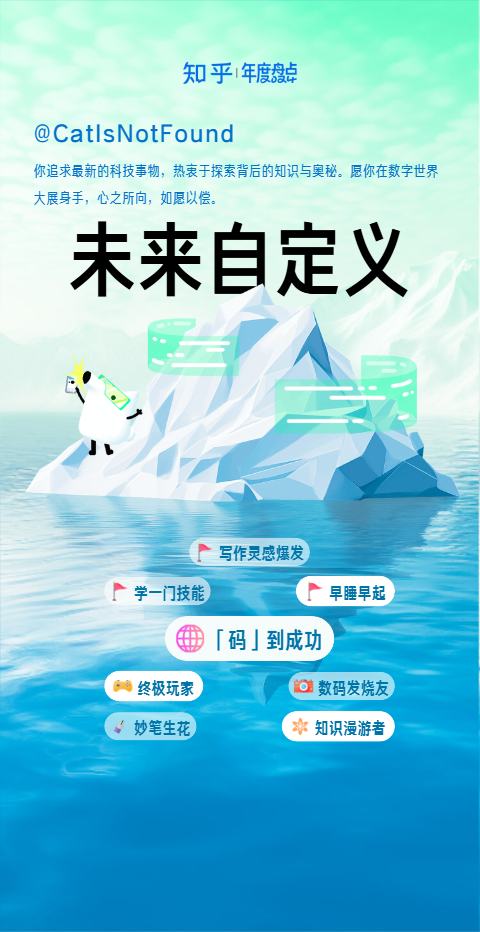 知乎 | 年度盘点
@CatIsNotFound
你追求最新的科技事物，热衷于探索背后的知识与奥秘。愿你在数字世界
大展身手，心之所向，如愿以偿。
未来自定义
写作灵感爆发
学一门技能
早睡早起
「码」到成功
终极玩家
数码发烧友
妙笔生花
知识漫游者